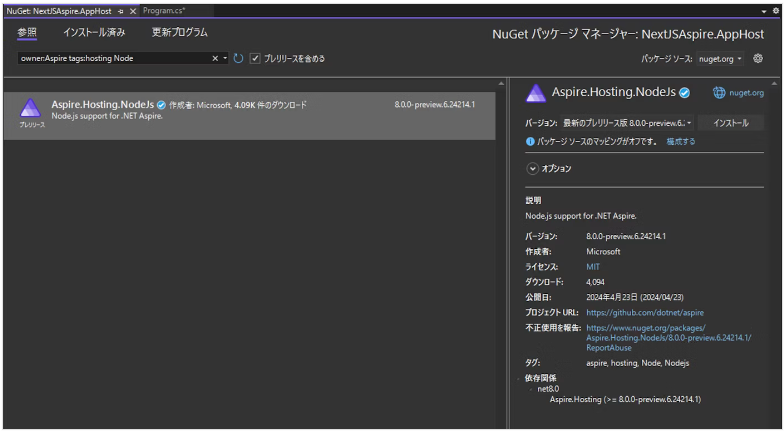 NuGet: NextJSAspire.AppHost
Program.cs*
参照
インストール済み
更新プログラム
NuGet パッケージ マネージャー: NextJSAspire.AppHost
owner:Aspire tags:hosting Node
プレリリースを含める
パッケージ ソース: nuget.org
Aspire.Hosting.NodeJs 作成者: Microsoft, 4.09K 件のダウンロード
8.0.0-preview.6.24214.1
Node.js support for .NET Aspire.
プレリリース
Aspire.Hosting.NodeJs
nuget.org
バージョン: 最新のプレリリース版 8.0.0-preview.6.:
インストール
パッケージ ソースのマッピングがオフです。 構成する
オプション
説明
Node.js support for .NET Aspire.
バージョン: 8.0.0-preview.6.24214.1
作成者: Microsoft
ライセンス: MIT
ダウンロード: 4,094
公開日: 2024年4月23日 (2024/04/23)
プロジェクト URL: https://github.com/dotnet/aspire
不正使用を報告: https://www.nuget.org/packages/
Aspire.Hosting.NodeJs/8.0.0-preview.6.24214.1/
ReportAbuse
タグ: aspire, hosting, Node, Nodejs
依存関係
net8.0
Aspire.Hosting (>= 8.0.0-preview.6.24214.1)